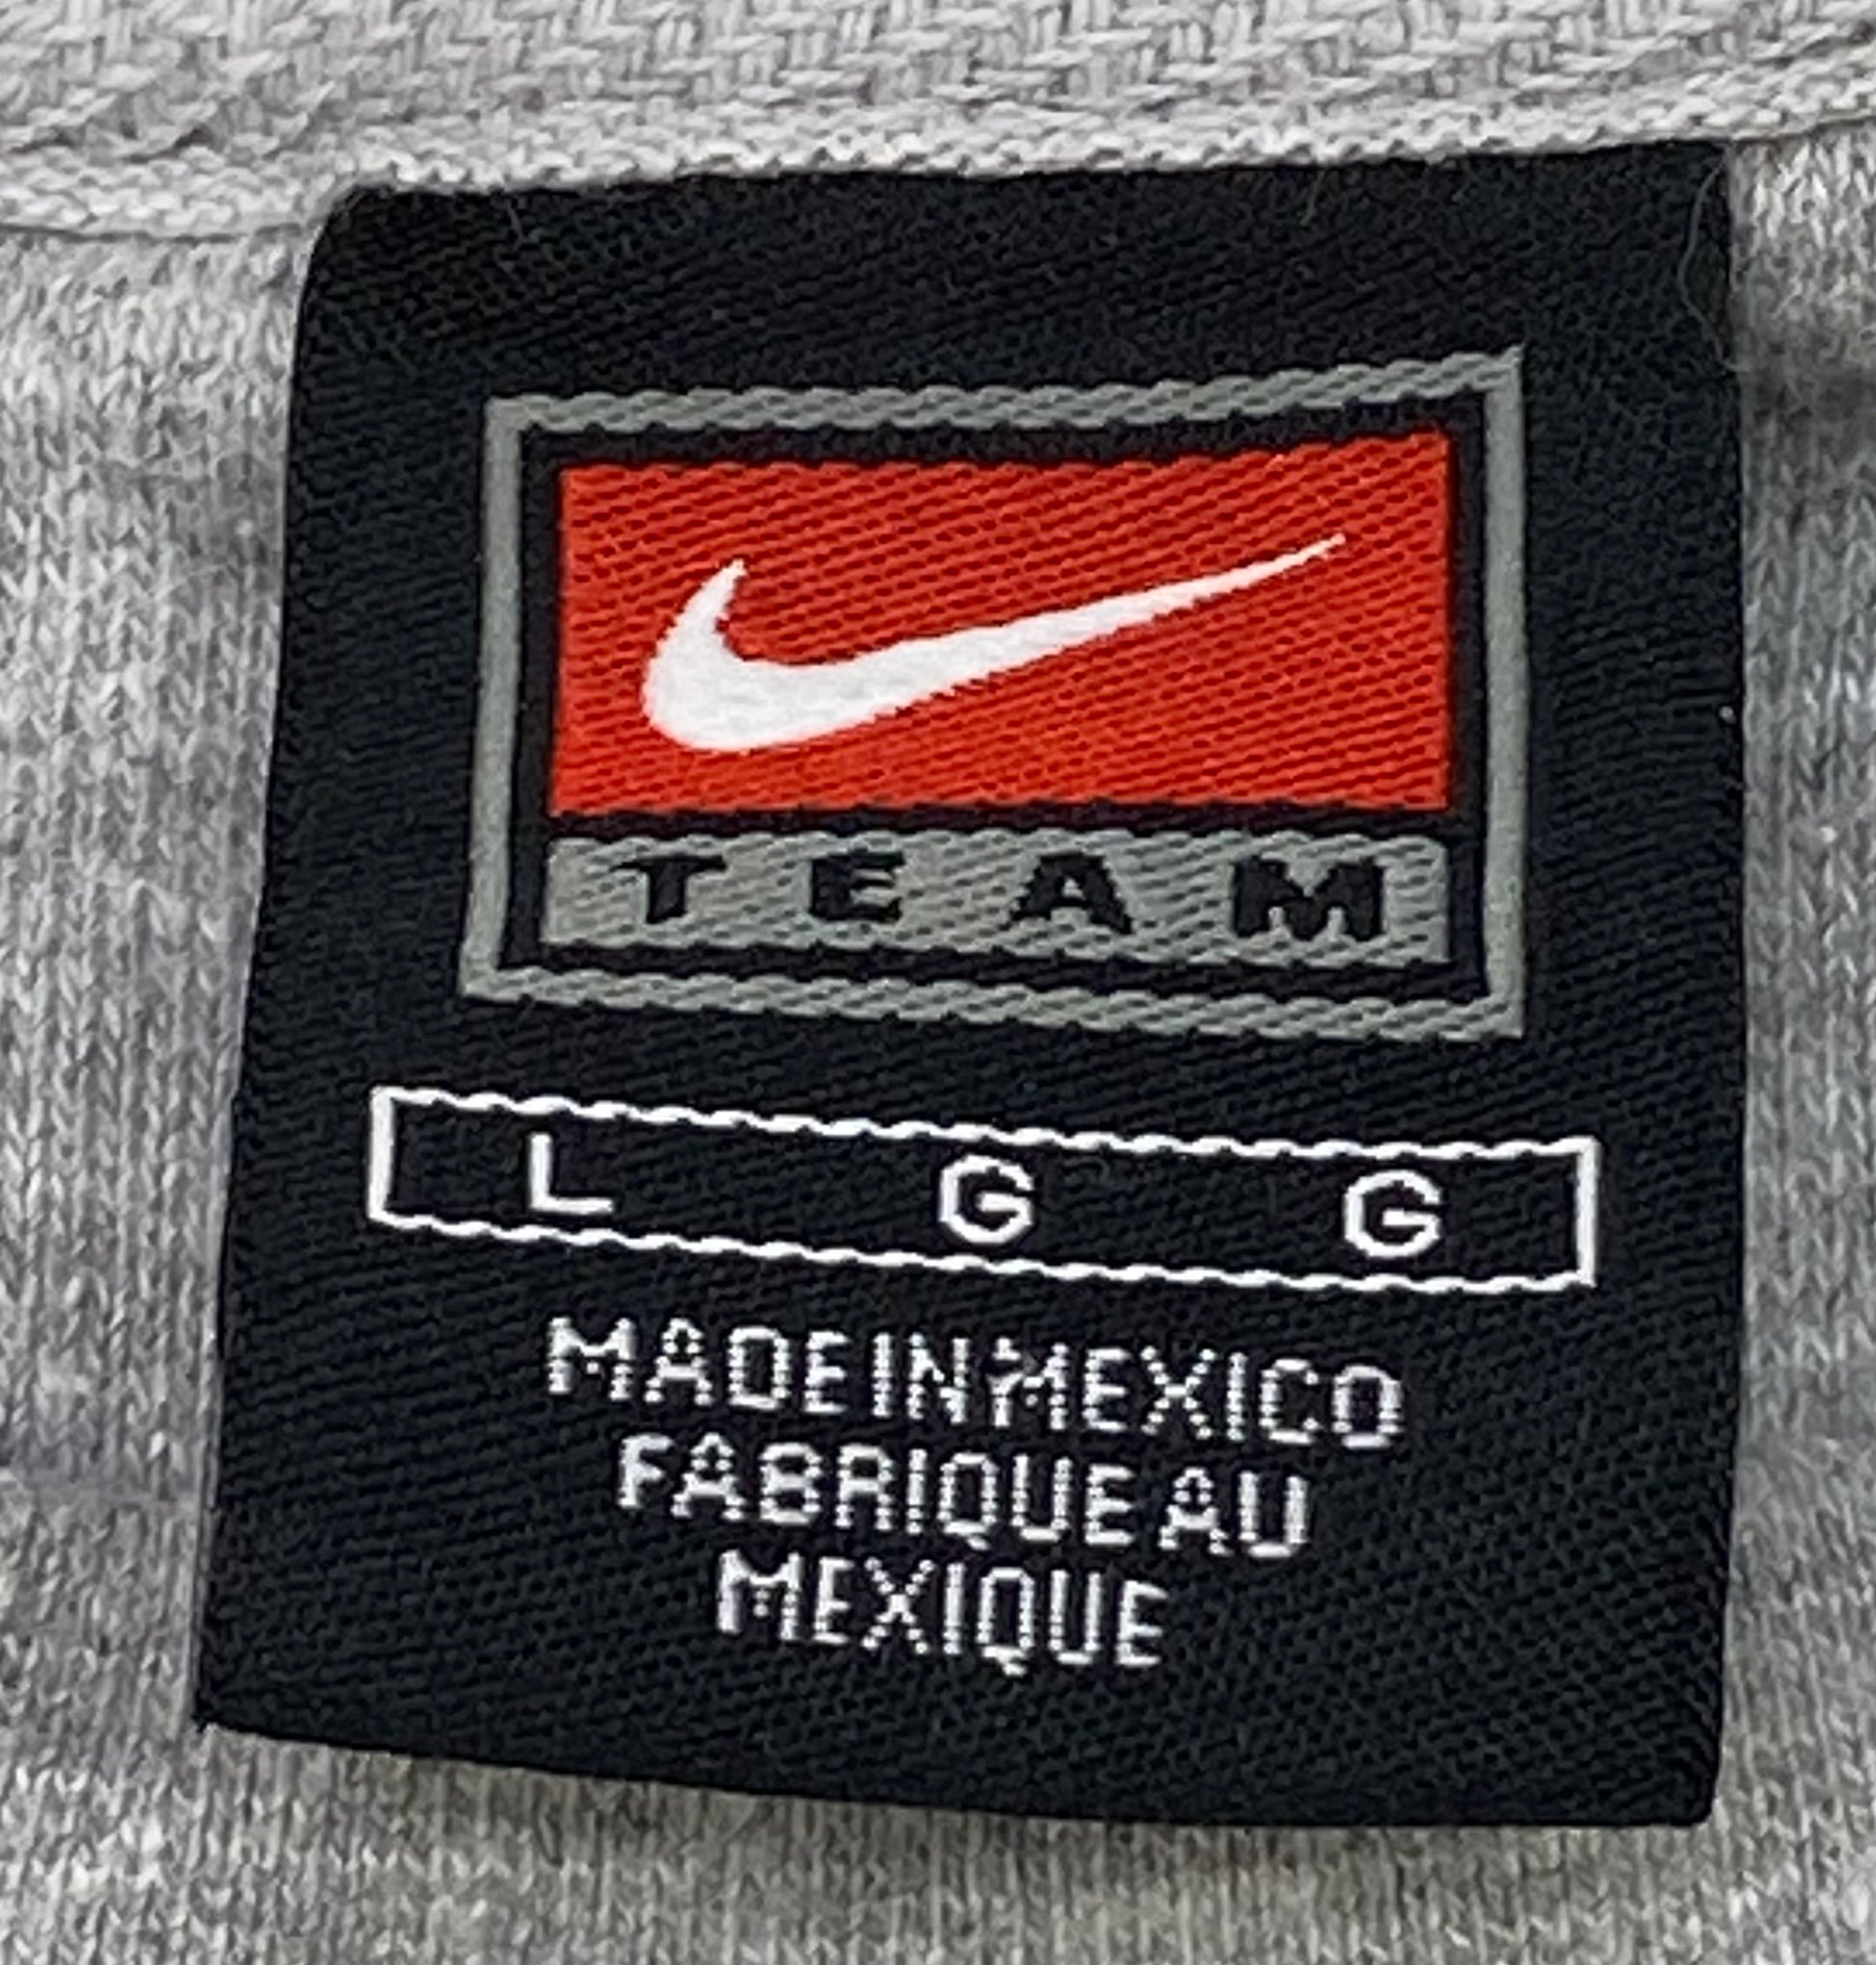 TEAM
L G G
MADE IN MEXICO
FABRIQUE AU
MEXIQUE